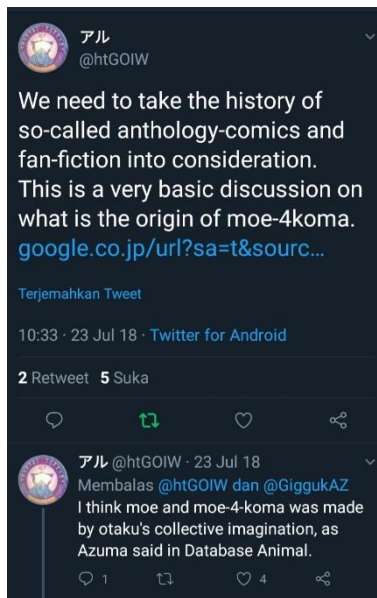 アル
@htGOIW
We need to take the history of
so-called anthology-comics and
fan-fiction into consideration.
This is a very basic discussion on
what is the origin of moe-4koma.
google.co.jp/url?sa=t&sourc...
Terjemahkan Tweet
10:33 · 23 Jul 18 · Twitter for Android
2 Retweet 5 Suka
アル @htGOIW · 23 Jul 18
Membalas @htGOIW dan @GiggukAZ
I think moe and moe-4-koma was made
by otaku's collective imagination, as
Azuma said in Database Animal.
1 4